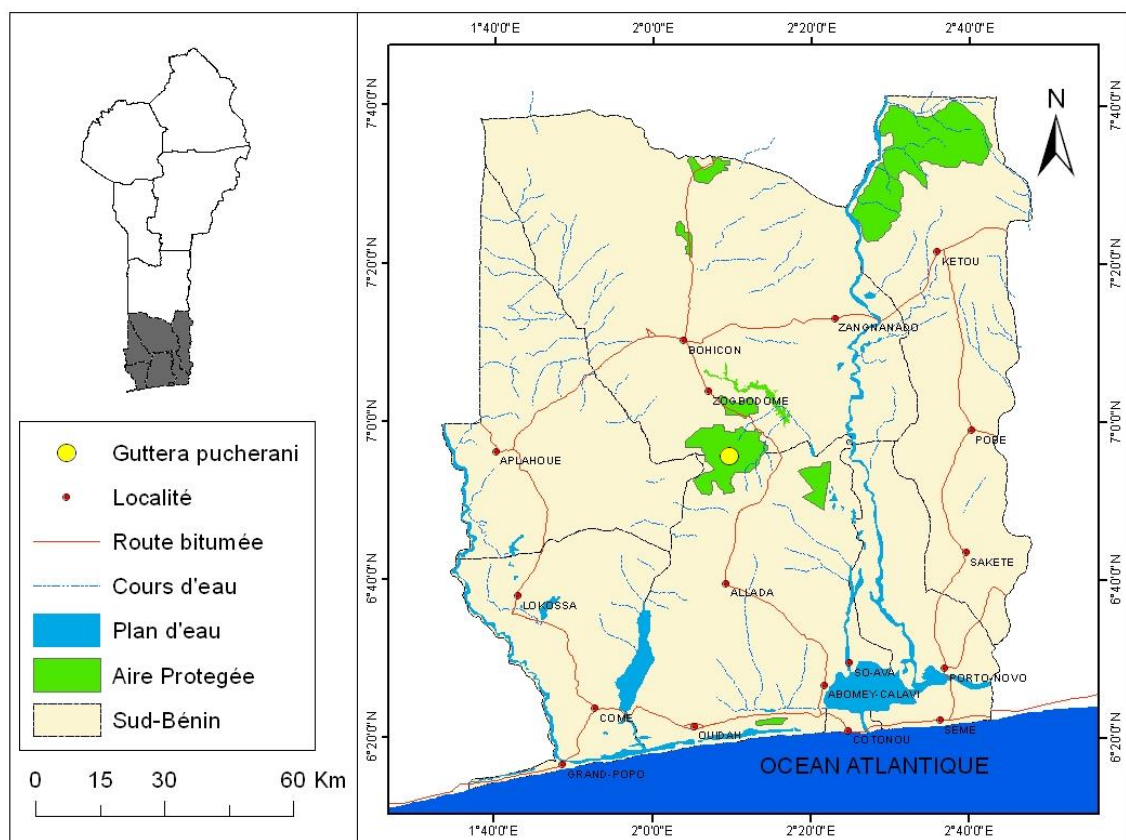 1°40'0"E 2°0'0"E 2°20'0"E 2°40'0"E
7°40'0"N 7°40'0"N
N
7°20'0"N 7°20'0"N
KETOU
ZANGNANADO
BOHICON
ZOGBODOME
7°0'0"N 7°0'0"N
POBE
APLAHOUE
Guttera pucherani
Localité
Route bitumée
Cours d'eau
Plan d'eau
Aire Protegée
Sud-Bénin
SAKETE
6°40'0"N 6°40'0"N
ALLADA
LOKOSSA
SO-AVA
PORTO-NOVO
ABOMEY-CALAVI
COME
6°20'0"N 6°20'0"N
OUIDAH
SEME
COTONOU
GRAND-POPO
OCEAN ATLANTIQUE
0 15 30 60 Km
1°40'0"E 2°0'0"E 2°20'0"E 2°40'0"E